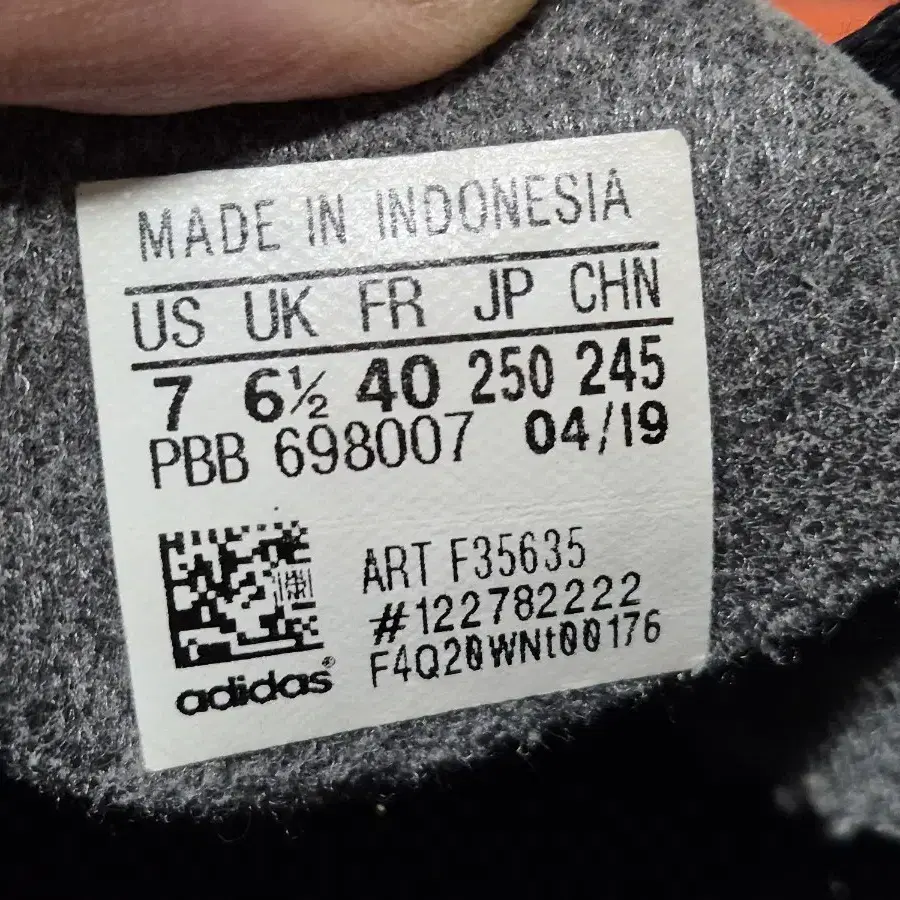 MADE IN INDONESIA
US UK FR JP CHN
7 6½ 40 250 245
PBB 698007 04/19
ART F35635
#122782222
F4Q20WNt00176
adidas®